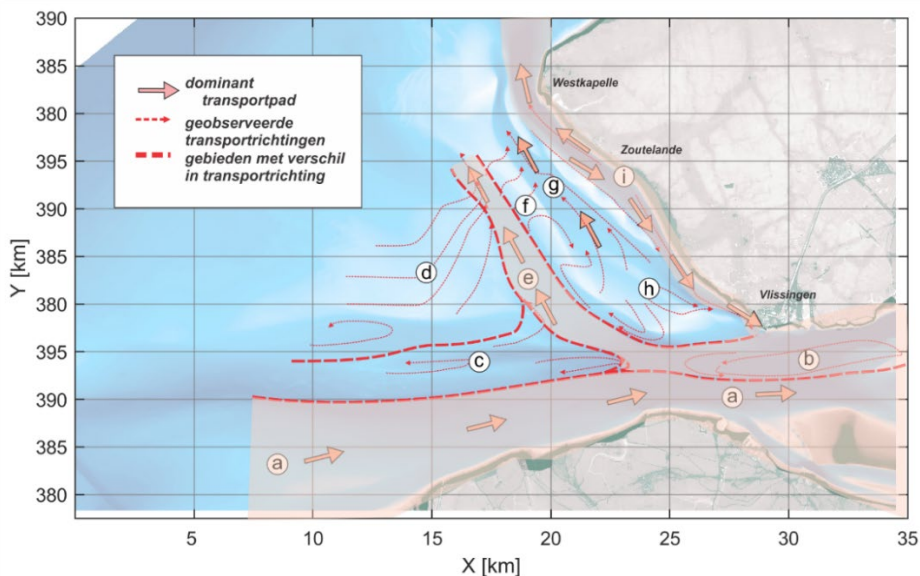 390
385
380
395
390
385
380
395
390
385
380
Y [km]
dominant
transportpad
geobserveerde
transportrichtingen
gebieden met verschil
in transportrichting
Westkapelle
Zoutelande
Vlissingen
i
g
f
d
e
h
c
b
a
a
5
10
15
20
25
30
35
X [km]